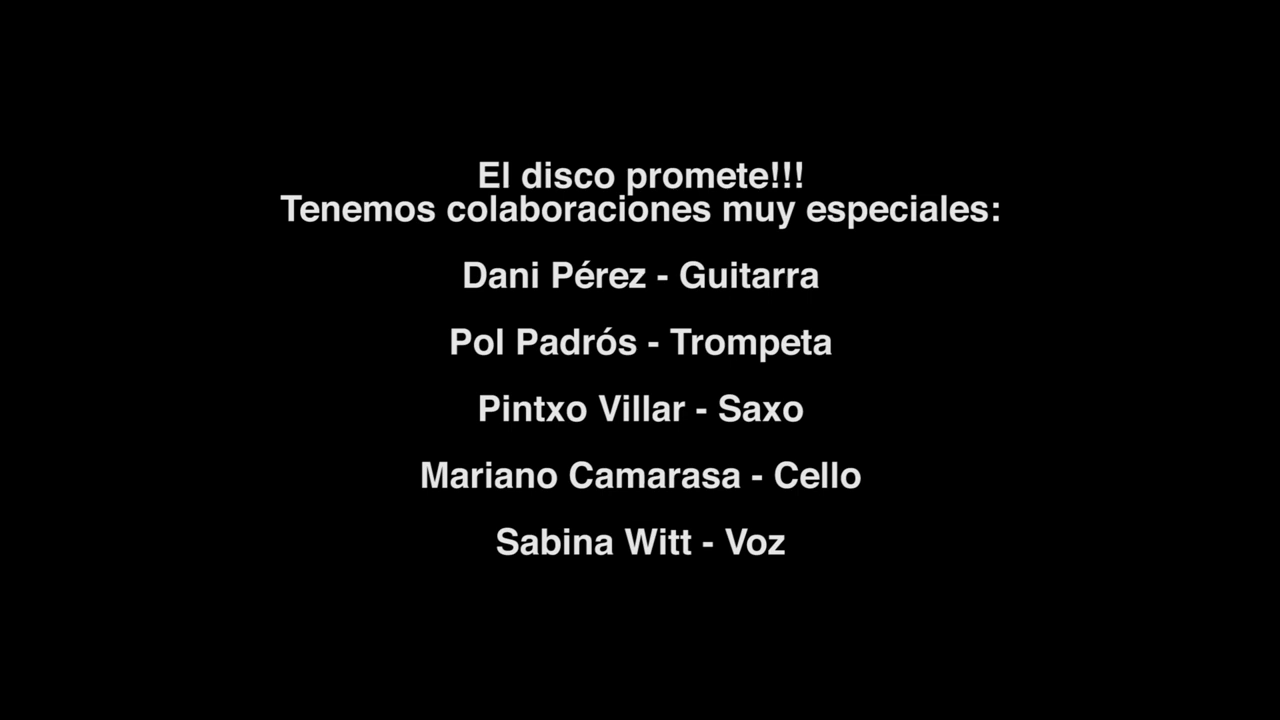 El disco promete!!!
Tenemos colaboraciones muy especiales:
Dani Pérez - Guitarra
Pol Padrós - Trompeta
Pintxo Villar - Saxo
Mariano Camarasa - Cello
Sabina Witt - Voz